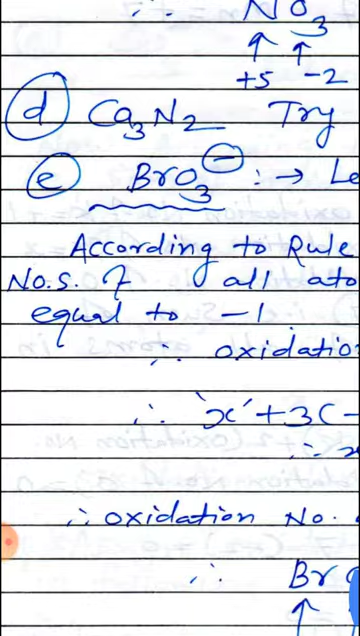 NO3
+5 -2
d Ca3N2 Try
e BrO3⁻ :→ Le
According to Rule
No.s. of all ato
equal to -1
∴ oxidatio
∴ 'x' + 3(-
∴ x
∴ oxidation No.
∴ Br